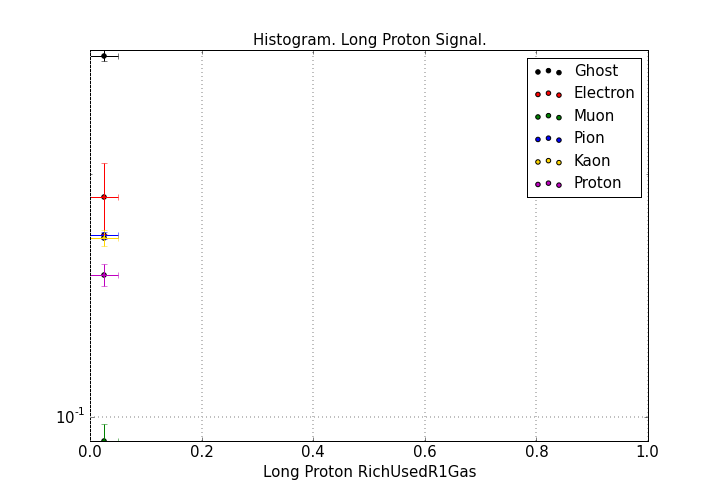 Histogram. Long Proton Signal.
Ghost
Electron
Muon
Pion
Kaon
Proton
10^-1
0.0 0.2 0.4 0.6 0.8 1.0
Long Proton RichUsedR1Gas